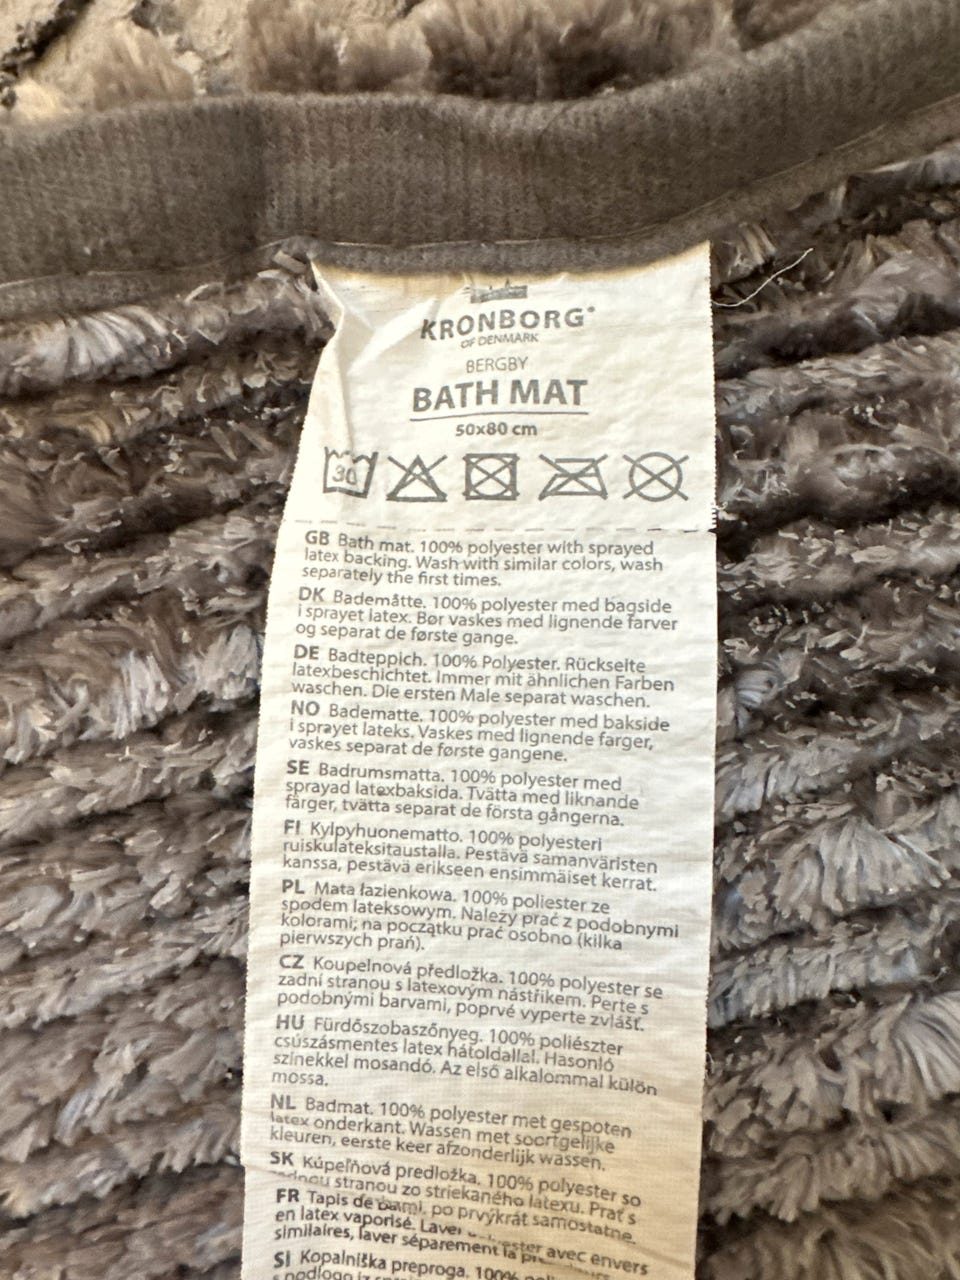 KRONBORG®
OF DENMARK
BERGBY
BATH MAT
50x80 cm
30
GB Bath mat. 100% polyester with sprayed
latex backing. Wash with similar colors, wash
separately the first times.
DK Bademåtte. 100% polyester med bagside
i sprayet latex. Bør vaskes med lignende farver
og separat de første gange.
DE Badteppich. 100% Polyester. Rückseite
latexbeschichtet. Immer mit ähnlichen Farben
waschen. Die ersten Male separat waschen.
NO Badematte. 100% polyester med bakside
i sprayet lateks. Vaskes med lignende farger,
vaskes separat de første gangene.
SE Badrumsmatta. 100% polyester med
sprayad latexbaksida. Tvätta med liknande
färger, tvätta separat de första gångerna.
FI Kylpyhuonematto. 100% polyesteri
ruiskulateksitaustalla. Pestävä samanväristen
kanssa, pestävä erikseen ensimmäiset kerrat.
PL Mata łazienkowa. 100% poliester ze
spodem lateksowym. Należy prać z podobnymi
kolorami; na początku prać osobno (kilka
pierwszych prań).
CZ Koupelnová předložka. 100% polyester se
zadní stranou s latexovým nástřikem. Perte s
podobnými barvami, poprvé vyperte zvlášť.
HU Fürdőszobaszőnyeg. 100% poliészter
csúszásmentes latex hátoldallal. Hasonló
színekkel mosandó. Az első alkalommal külön
mossa.
NL Badmat. 100% polyester met gespoten
latex onderkant. Wassen met soortgelijke
kleuren, eerste keer afzonderlijk wassen.
SK Kúpeľňová predložka. 100% polyester so
stranou zo striekaného latexu. Prať s
po prvýkrát samostatne.
FR Tapis de avec envers
en latex vaporisé. Laver
similaires, laver séparement la
SI Kopalniška preproga. 100%